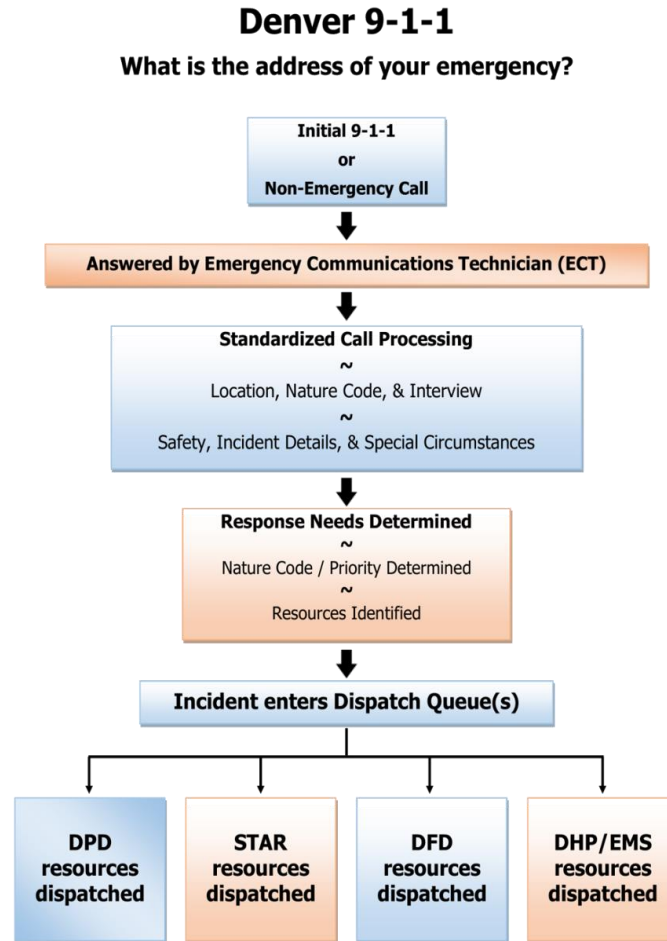 Denver 9-1-1
What is the address of your emergency?
Initial 9-1-1
or
Non-Emergency Call
Answered by Emergency Communications Technician (ECT)
Standardized Call Processing
~
Location, Nature Code, & Interview
~
Safety, Incident Details, & Special Circumstances
Response Needs Determined
~
Nature Code / Priority Determined
~
Resources Identified
Incident enters Dispatch Queue(s)
DPD
resources
dispatched
STAR
resources
dispatched
DFD
resources
dispatched
DHP/EMS
resources
dispatched